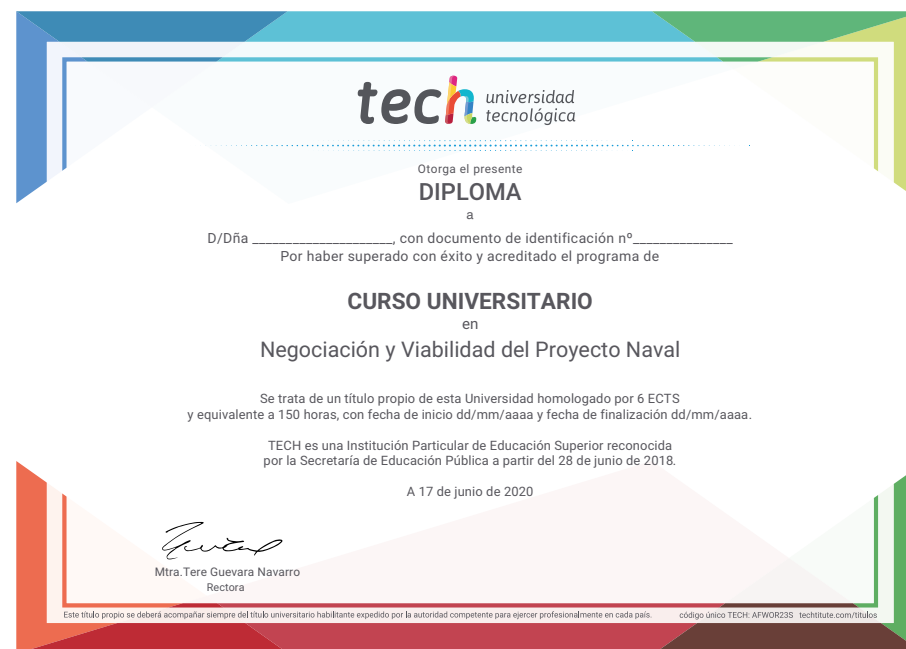 tech universidad
tecnológica
Otorga el presente
DIPLOMA
a
D/Dña _____________________, con documento de identificación nº_______________
Por haber superado con éxito y acreditado el programa de
CURSO UNIVERSITARIO
en
Negociación y Viabilidad del Proyecto Naval
Se trata de un título propio de esta Universidad homologado por 6 ECTS
y equivalente a 150 horas, con fecha de inicio dd/mm/aaaa y fecha de finalización dd/mm/aaaa.
TECH es una Institución Particular de Educación Superior reconocida
por la Secretaría de Educación Pública a partir del 28 de junio de 2018.
A 17 de junio de 2020
Mtra.Tere Guevara Navarro
Rectora
Este título propio se deberá acompañar siempre del título universitario habilitante expedido por la autoridad competente para ejercer profesionalmente en cada país. código único TECH: AFWOR23S techtitute.com/titulos